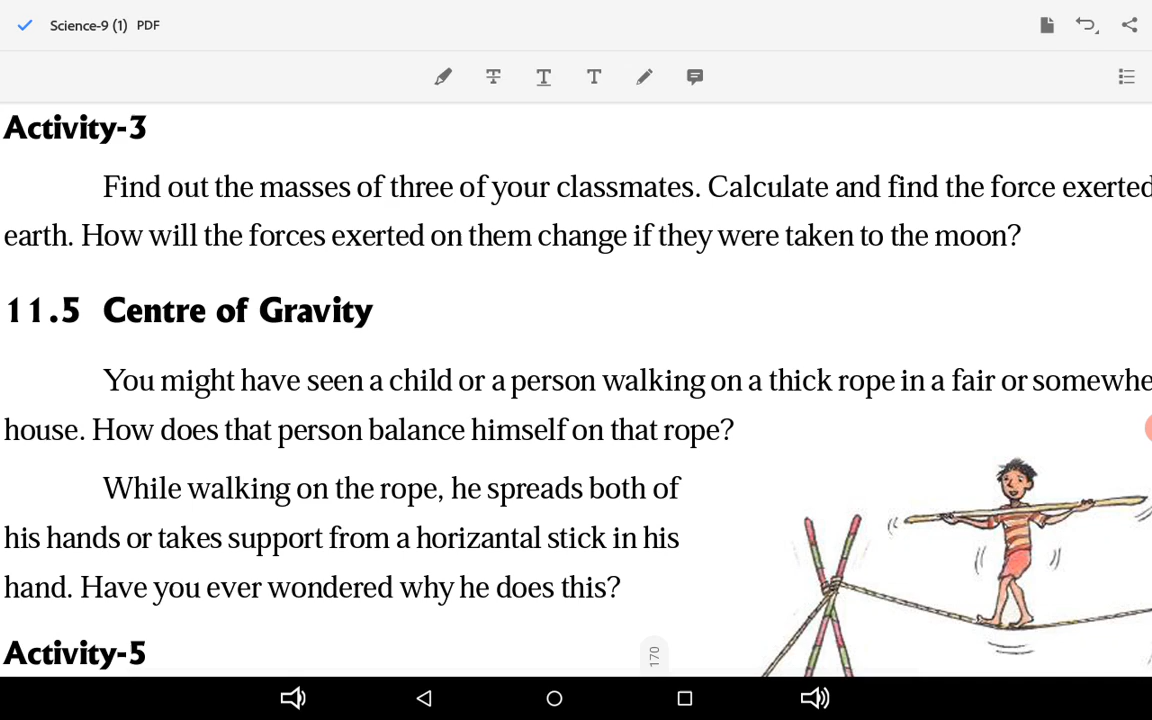 Science-9 (1) PDF
Activity-3
Find out the masses of three of your classmates. Calculate and find the force exerted
earth. How will the forces exerted on them change if they were taken to the moon?
11.5 Centre of Gravity
You might have seen a child or a person walking on a thick rope in a fair or somewhe
house. How does that person balance himself on that rope?
While walking on the rope, he spreads both of
his hands or takes support from a horizantal stick in his
hand. Have you ever wondered why he does this?
Activity-5
170